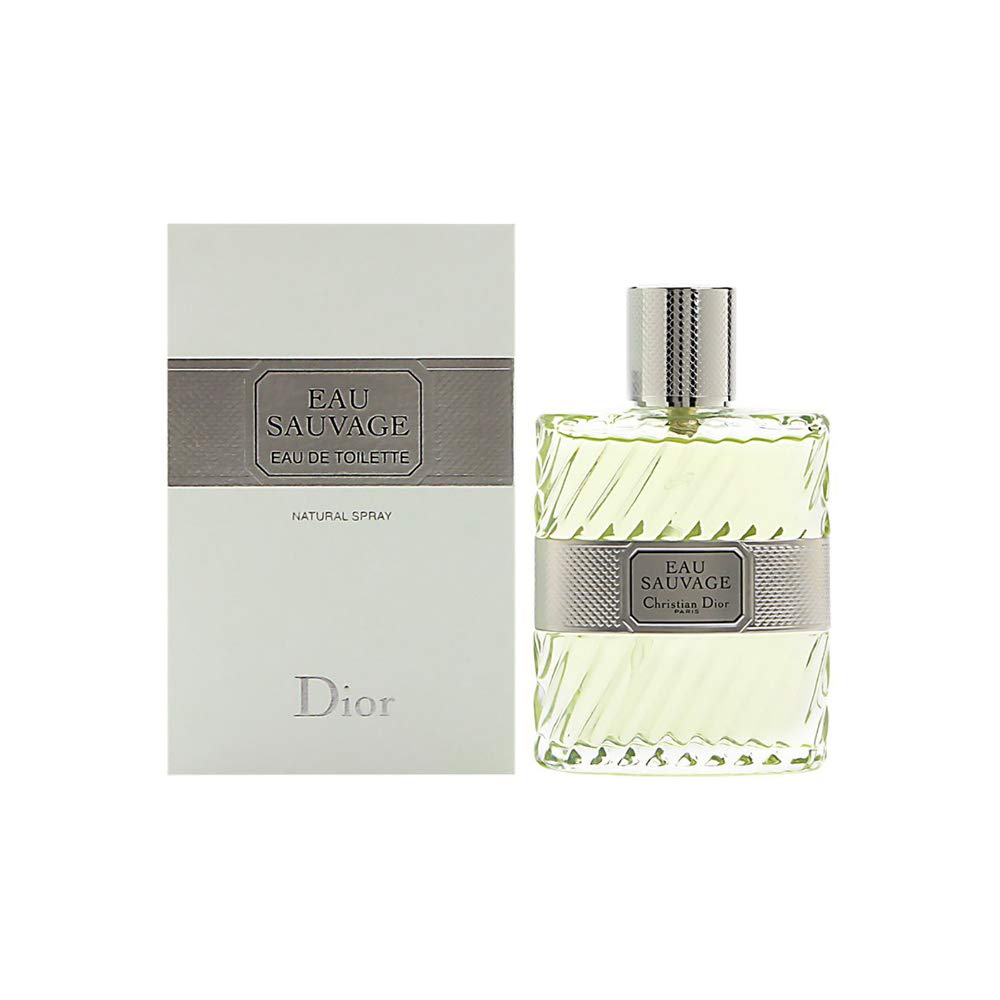 EAU
SAUVAGE
EAU DE TOILETTE
NATURAL SPRAY
Dior
EAU
SAUVAGE
Christian Dior
PARIS